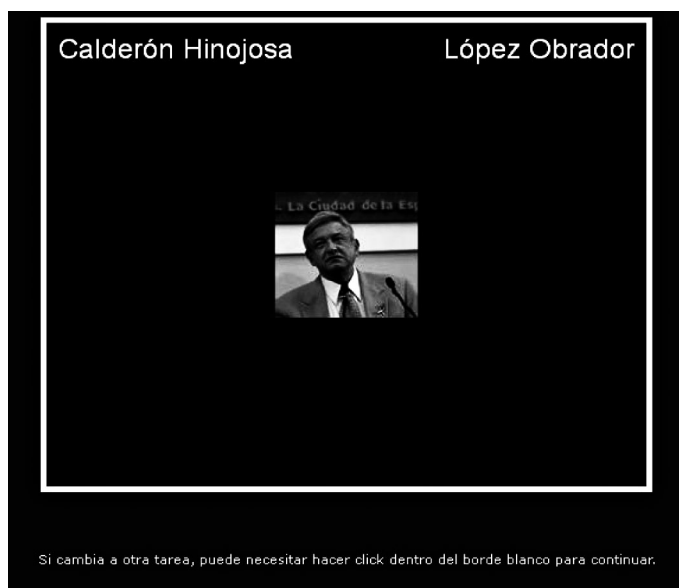 Calderón Hinojosa López Obrador
. La Ciudad de la Esp
Si cambia a otra tarea, puede necesitar hacer click dentro del borde blanco para continuar.